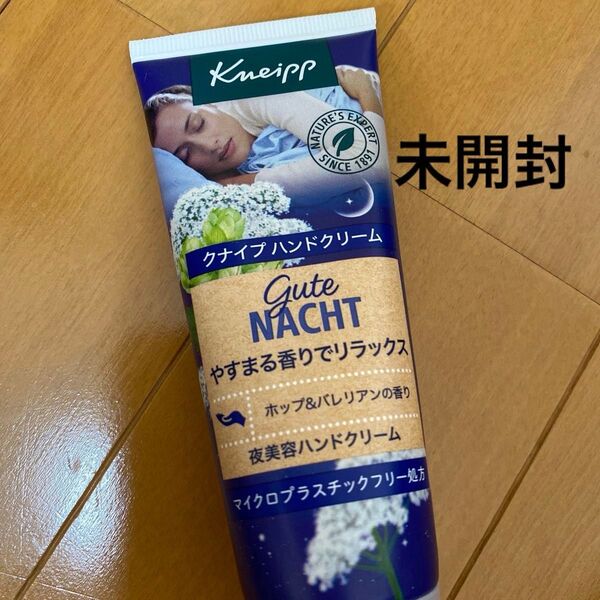 Kneipp
NATURE'S EXPERT
SINCE 1891
未開封
クナイプ ハンドクリーム
Gute
NACHT
やすまる香りでリラックス
ホップ&バレリアンの香り
夜美容ハンドクリーム
マイクロプラスチックフリー処方